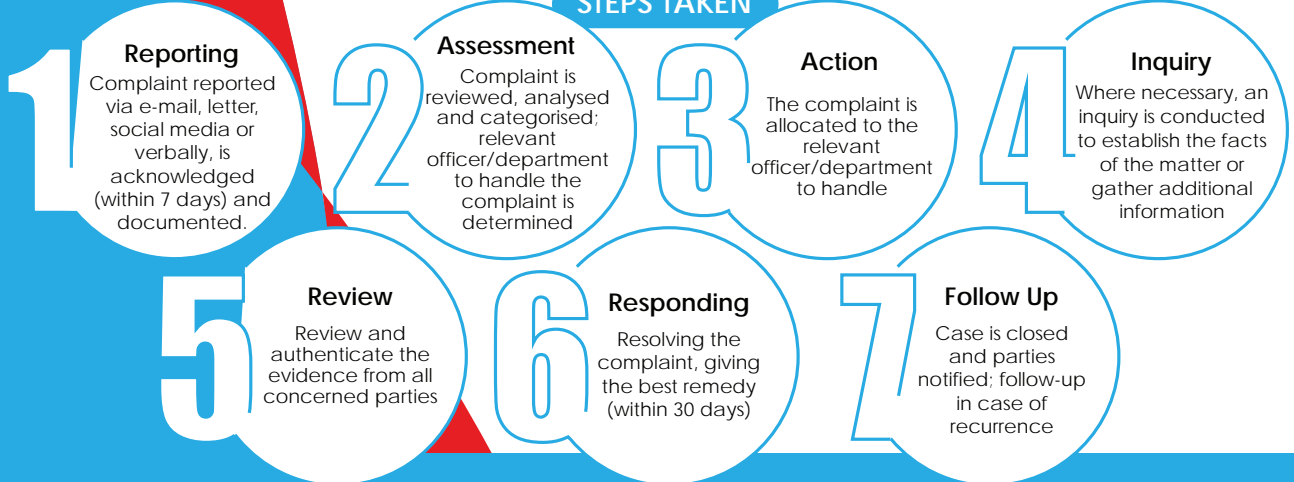 STEPS TAKEN
1
Reporting
Complaint reported
via e-mail, letter,
social media or
verbally, is
acknowledged
(within 7 days) and
documented.
2
Assessment
Complaint is
reviewed, analysed
and categorised;
relevant
officer/department
to handle the
complaint is
determined
3
Action
The complaint is
allocated to the
relevant
officer/department
to handle
4
Inquiry
Where necessary, an
inquiry is conducted
to establish the facts
of the matter or
gather additional
information
5
Review
Review and
authenticate the
evidence from all
concerned parties
6
Responding
Resolving the
complaint, giving
the best remedy
(within 30 days)
7
Follow Up
Case is closed
and parties
notified; follow-up
in case of
recurrence